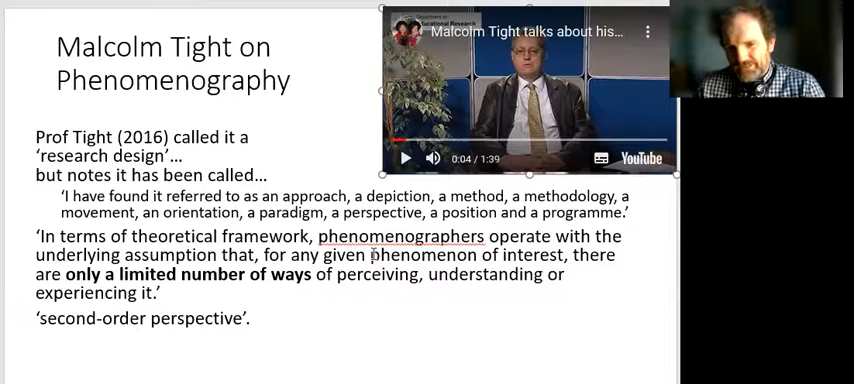 Malcolm Tight on
Phenomenography
Educational Research
Malcolm Tight talks about his...
0:04 / 1:39
YouTube
Prof Tight (2016) called it a
‘research design’...
but notes it has been called...
‘I have found it referred to as an approach, a depiction, a method, a methodology, a
movement, an orientation, a paradigm, a perspective, a position and a programme.’
‘In terms of theoretical framework, phenomenographers operate with the
underlying assumption that, for any given phenomenon of interest, there
are only a limited number of ways of perceiving, understanding or
experiencing it.’
‘second-order perspective’.